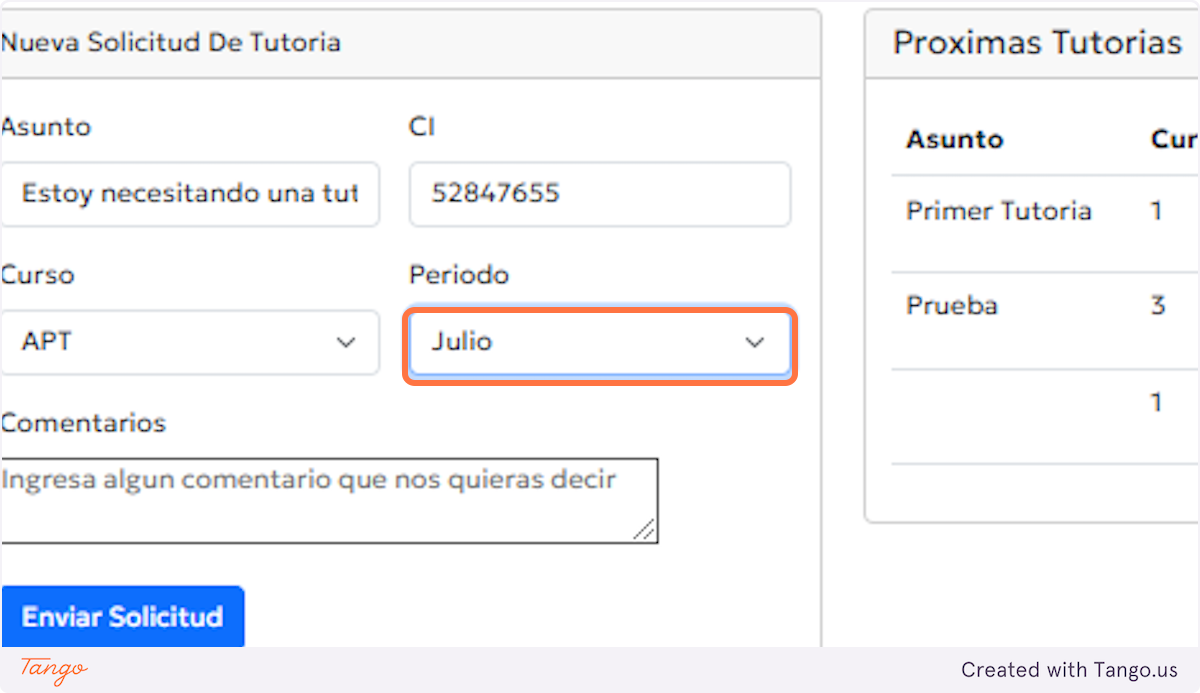 Nueva Solicitud De Tutoria
Asunto CI
Estoy necesitando una tut 52847655
Curso Periodo
APT Julio
Comentarios
Ingresa algun comentario que nos quieras decir
Enviar Solicitud
Proximas Tutorias
Asunto Cur
Primer Tutoria 1
Prueba 3
1
Tango
Created with Tango.us